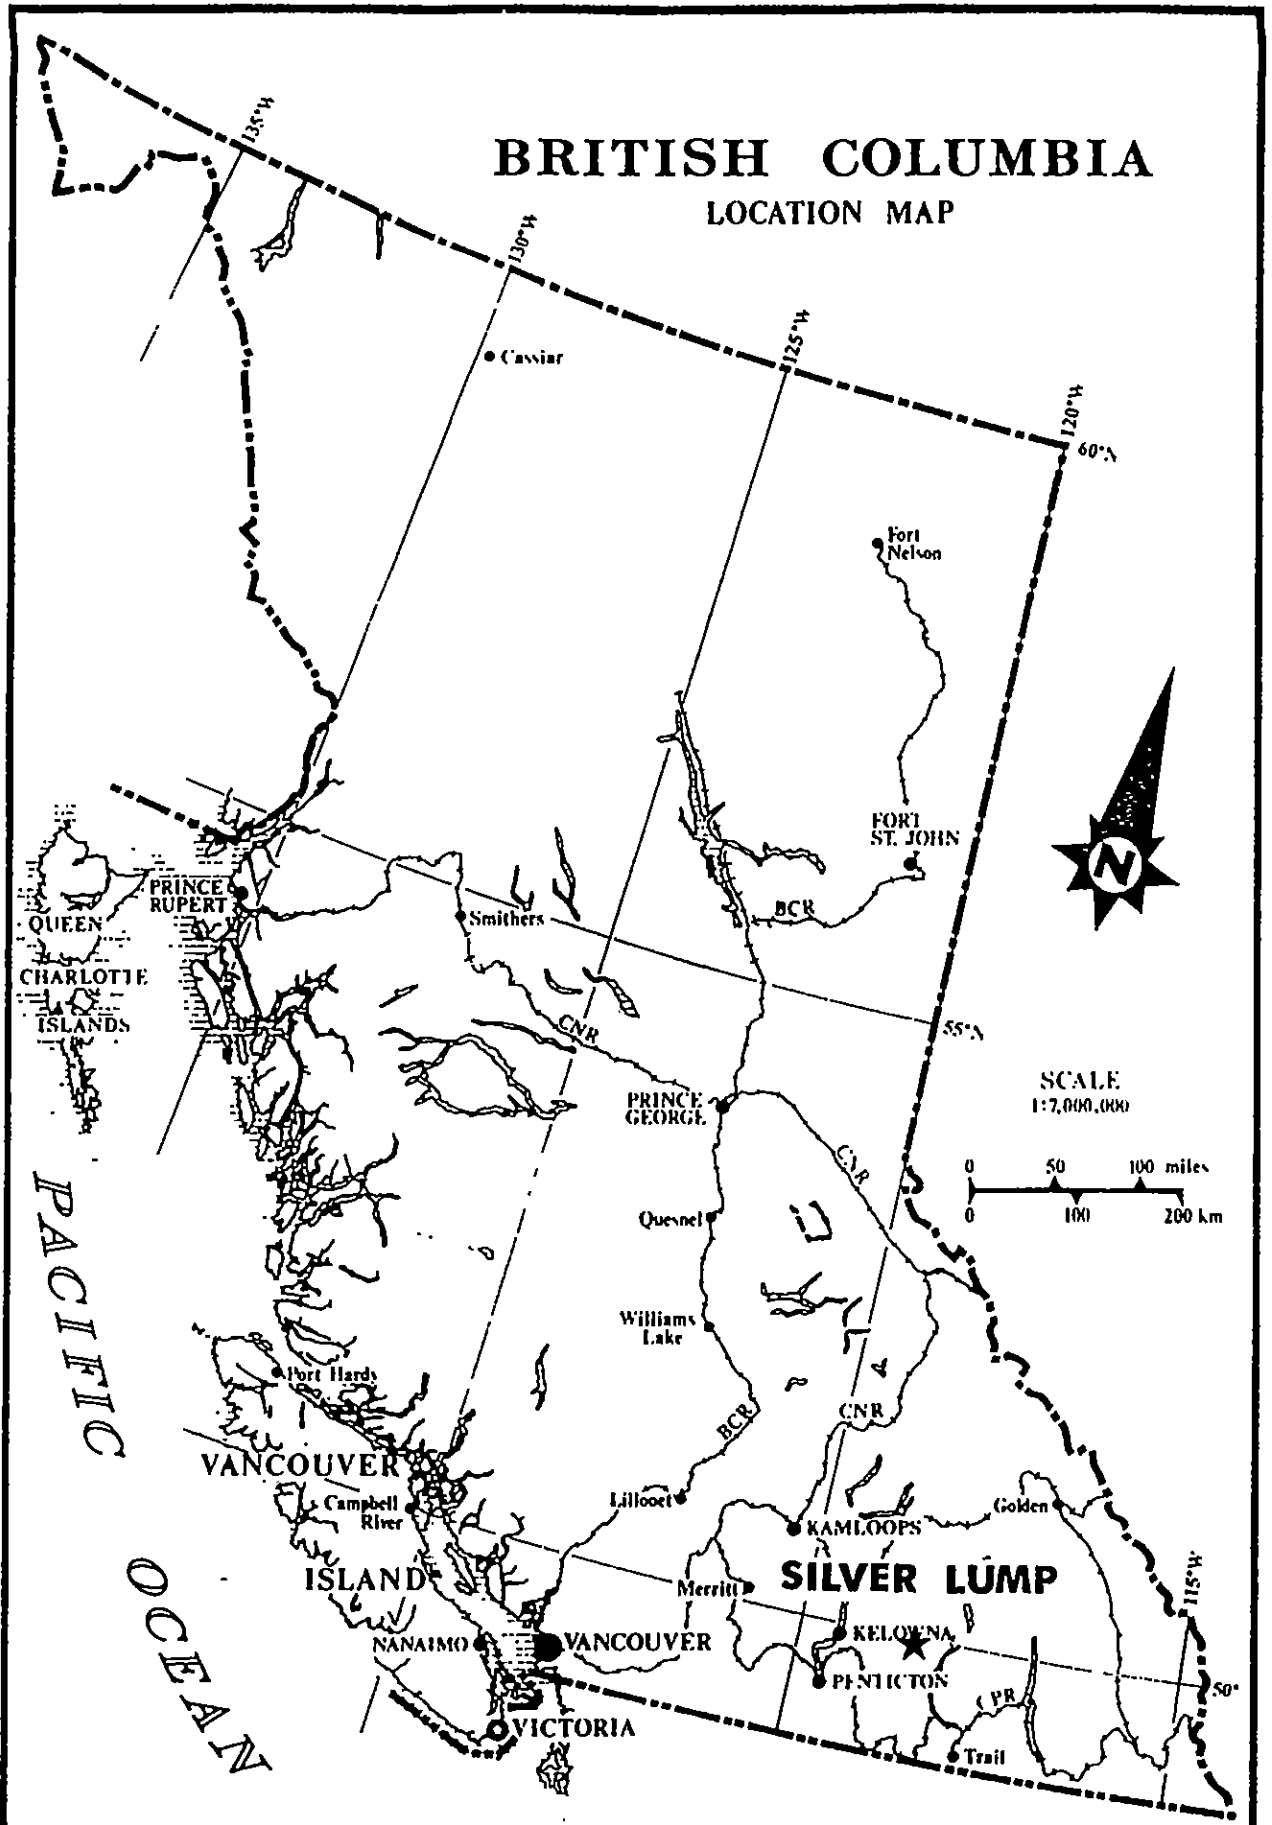 BRITISH COLUMBIA
LOCATION MAP
135°W
130°W
125°W
120°W
60°N
Cassiar
Fort
Nelson
FORT
ST. JOHN
BCR
N
PRINCE
RUPERT
QUEEN
CHARLOTTE
ISLANDS
Smithers
CNR
55°N
PRINCE
GEORGE
SCALE
1:7,000,000
0 50 100 miles
0 100 200 km
CNR
Quesnel
Williams
Lake
PACIFIC
OCEAN
Port Hardy
BCR
CNR
VANCOUVER
ISLAND
Campbell
River
Lillooet
Golden
KAMLOOPS
SILVER LUMP
Merritt
115°W
KELOWNA
NANAIMO
VANCOUVER
PENTICTON
50°
CPR
VICTORIA
Trail